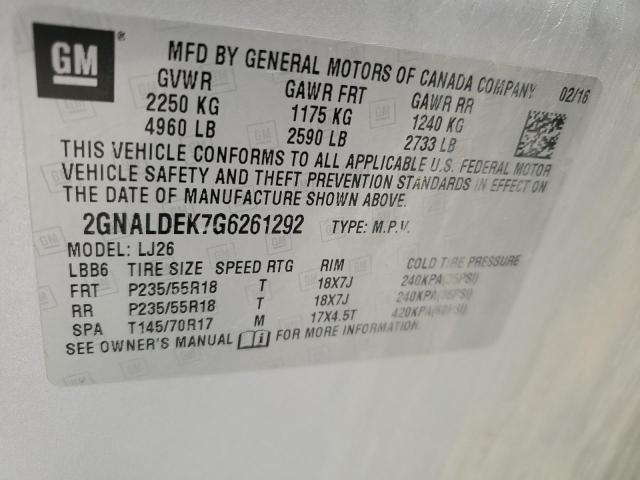 GM ®
MFD BY GENERAL MOTORS OF CANADA COMPANY 02/16
GVWR GAWR FRT GAWR RR
2250 KG 1175 KG 1240 KG
4960 LB 2590 LB 2733 LB
THIS VEHICLE CONFORMS TO ALL APPLICABLE U.S. FEDERAL MOTOR
VEHICLE SAFETY AND THEFT PREVENTION STANDARDS IN EFFECT ON
THE DATE OF MANUFACTURE SHOWN ABOVE.
2GNALDEK7G6261292 TYPE: M.P.V.
MODEL: LJ26
LBB6 TIRE SIZE SPEED RTG RIM COLD TIRE PRESSURE
FRT P235/55R18 T 18X7J 240KPA(35PSI)
RR P235/55R18 T 18X7J 240KPA(35PSI)
SPA T145/70R17 M 17X4.5T 420KPA(60PSI)
SEE OWNER'S MANUAL FOR MORE INFORMATION